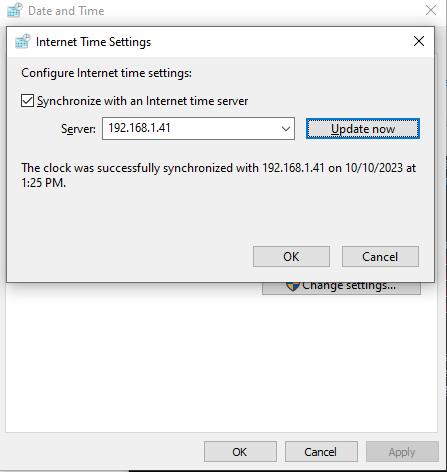 Date and Time
Internet Time Settings
Configure Internet time settings:
Synchronize with an Internet time server
Server: 192.168.1.41 Update now
The clock was successfully synchronized with 192.168.1.41 on 10/10/2023 at
1:25 PM.
OK Cancel
Change settings...
OK Cancel Apply